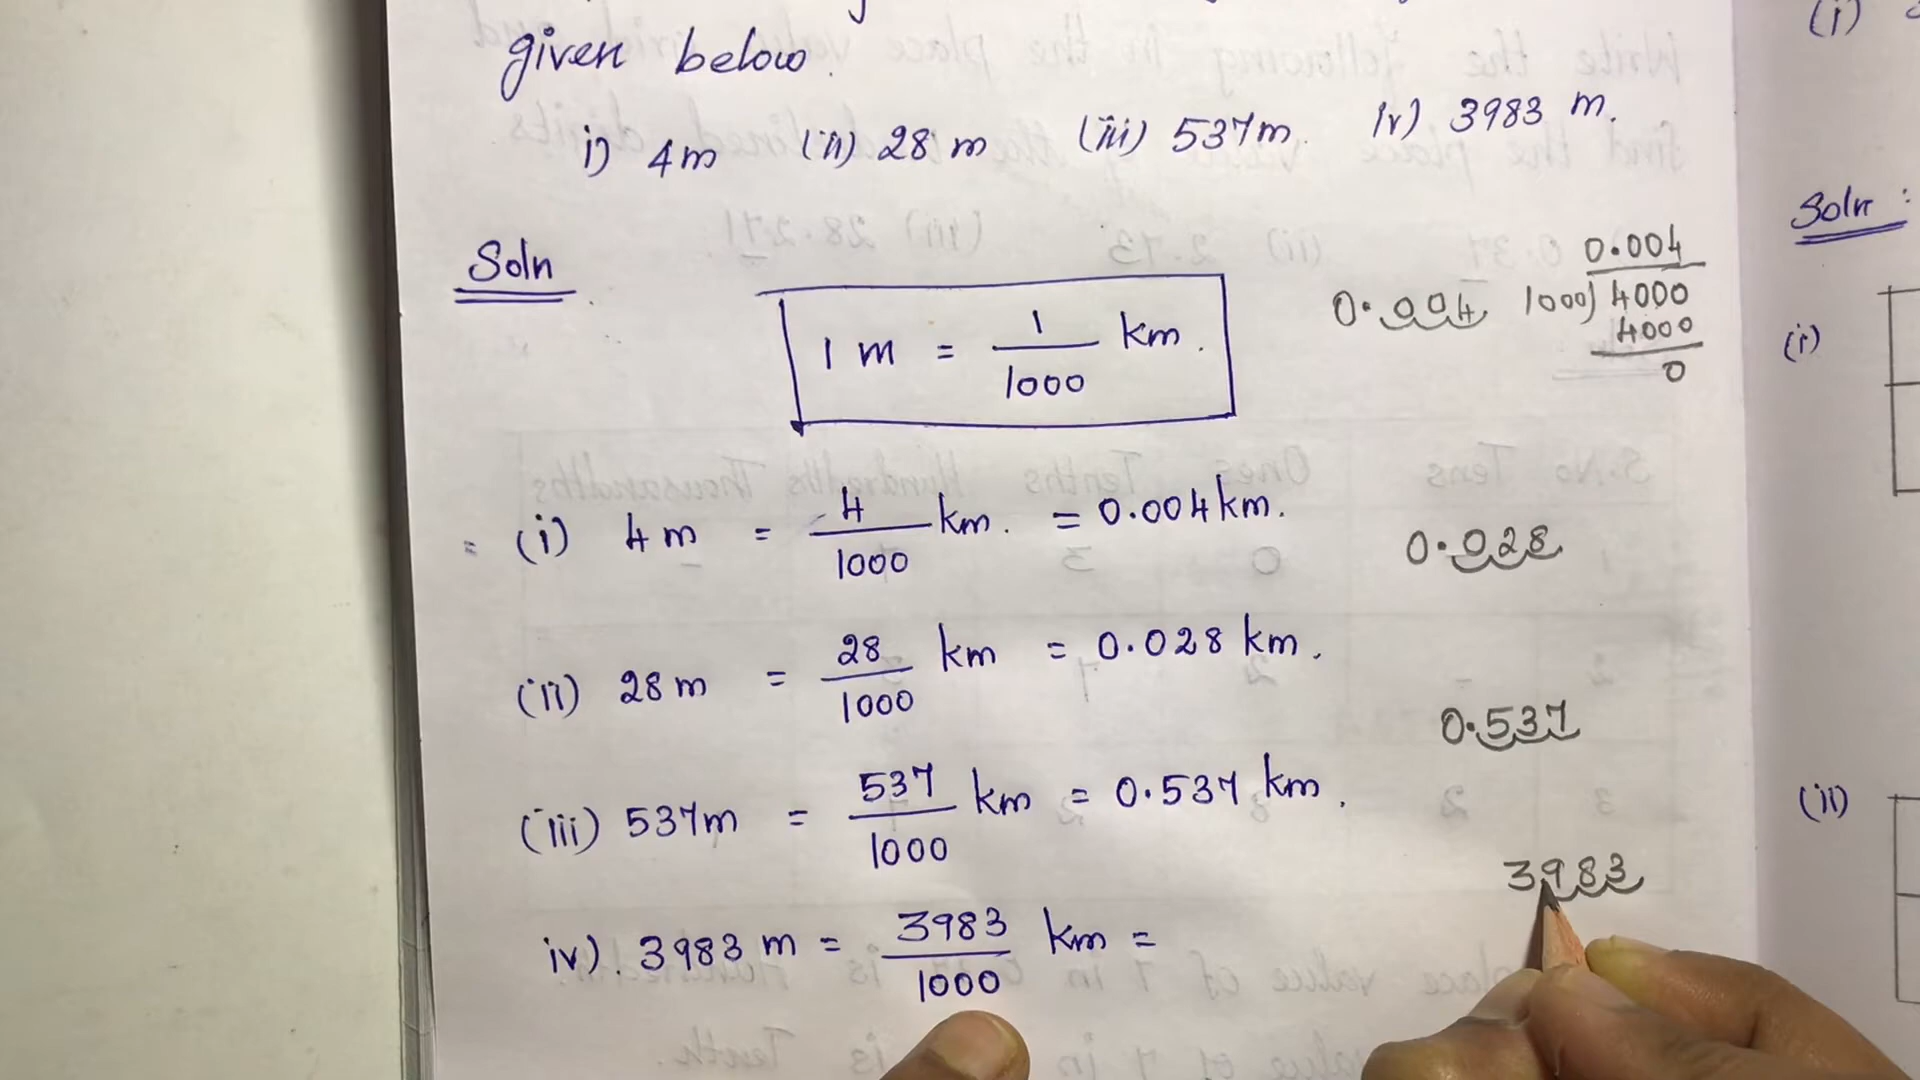 given below.
i) 4m (ii) 28 m (iii) 537m. iv) 3983 m.
Soln
1 m = 1/1000 km.
0.004
0.004 1000) 4000
4000
0
= (i) 4 m = 4/1000 km. = 0.004 km.
0.028
(ii) 28 m = 28/1000 km = 0.028 km.
0.537
(iii) 537m = 537/1000 km = 0.537 km.
3983
iv). 3983 m = 3983/1000 km =
(i)
Soln :
(i)
(ii)